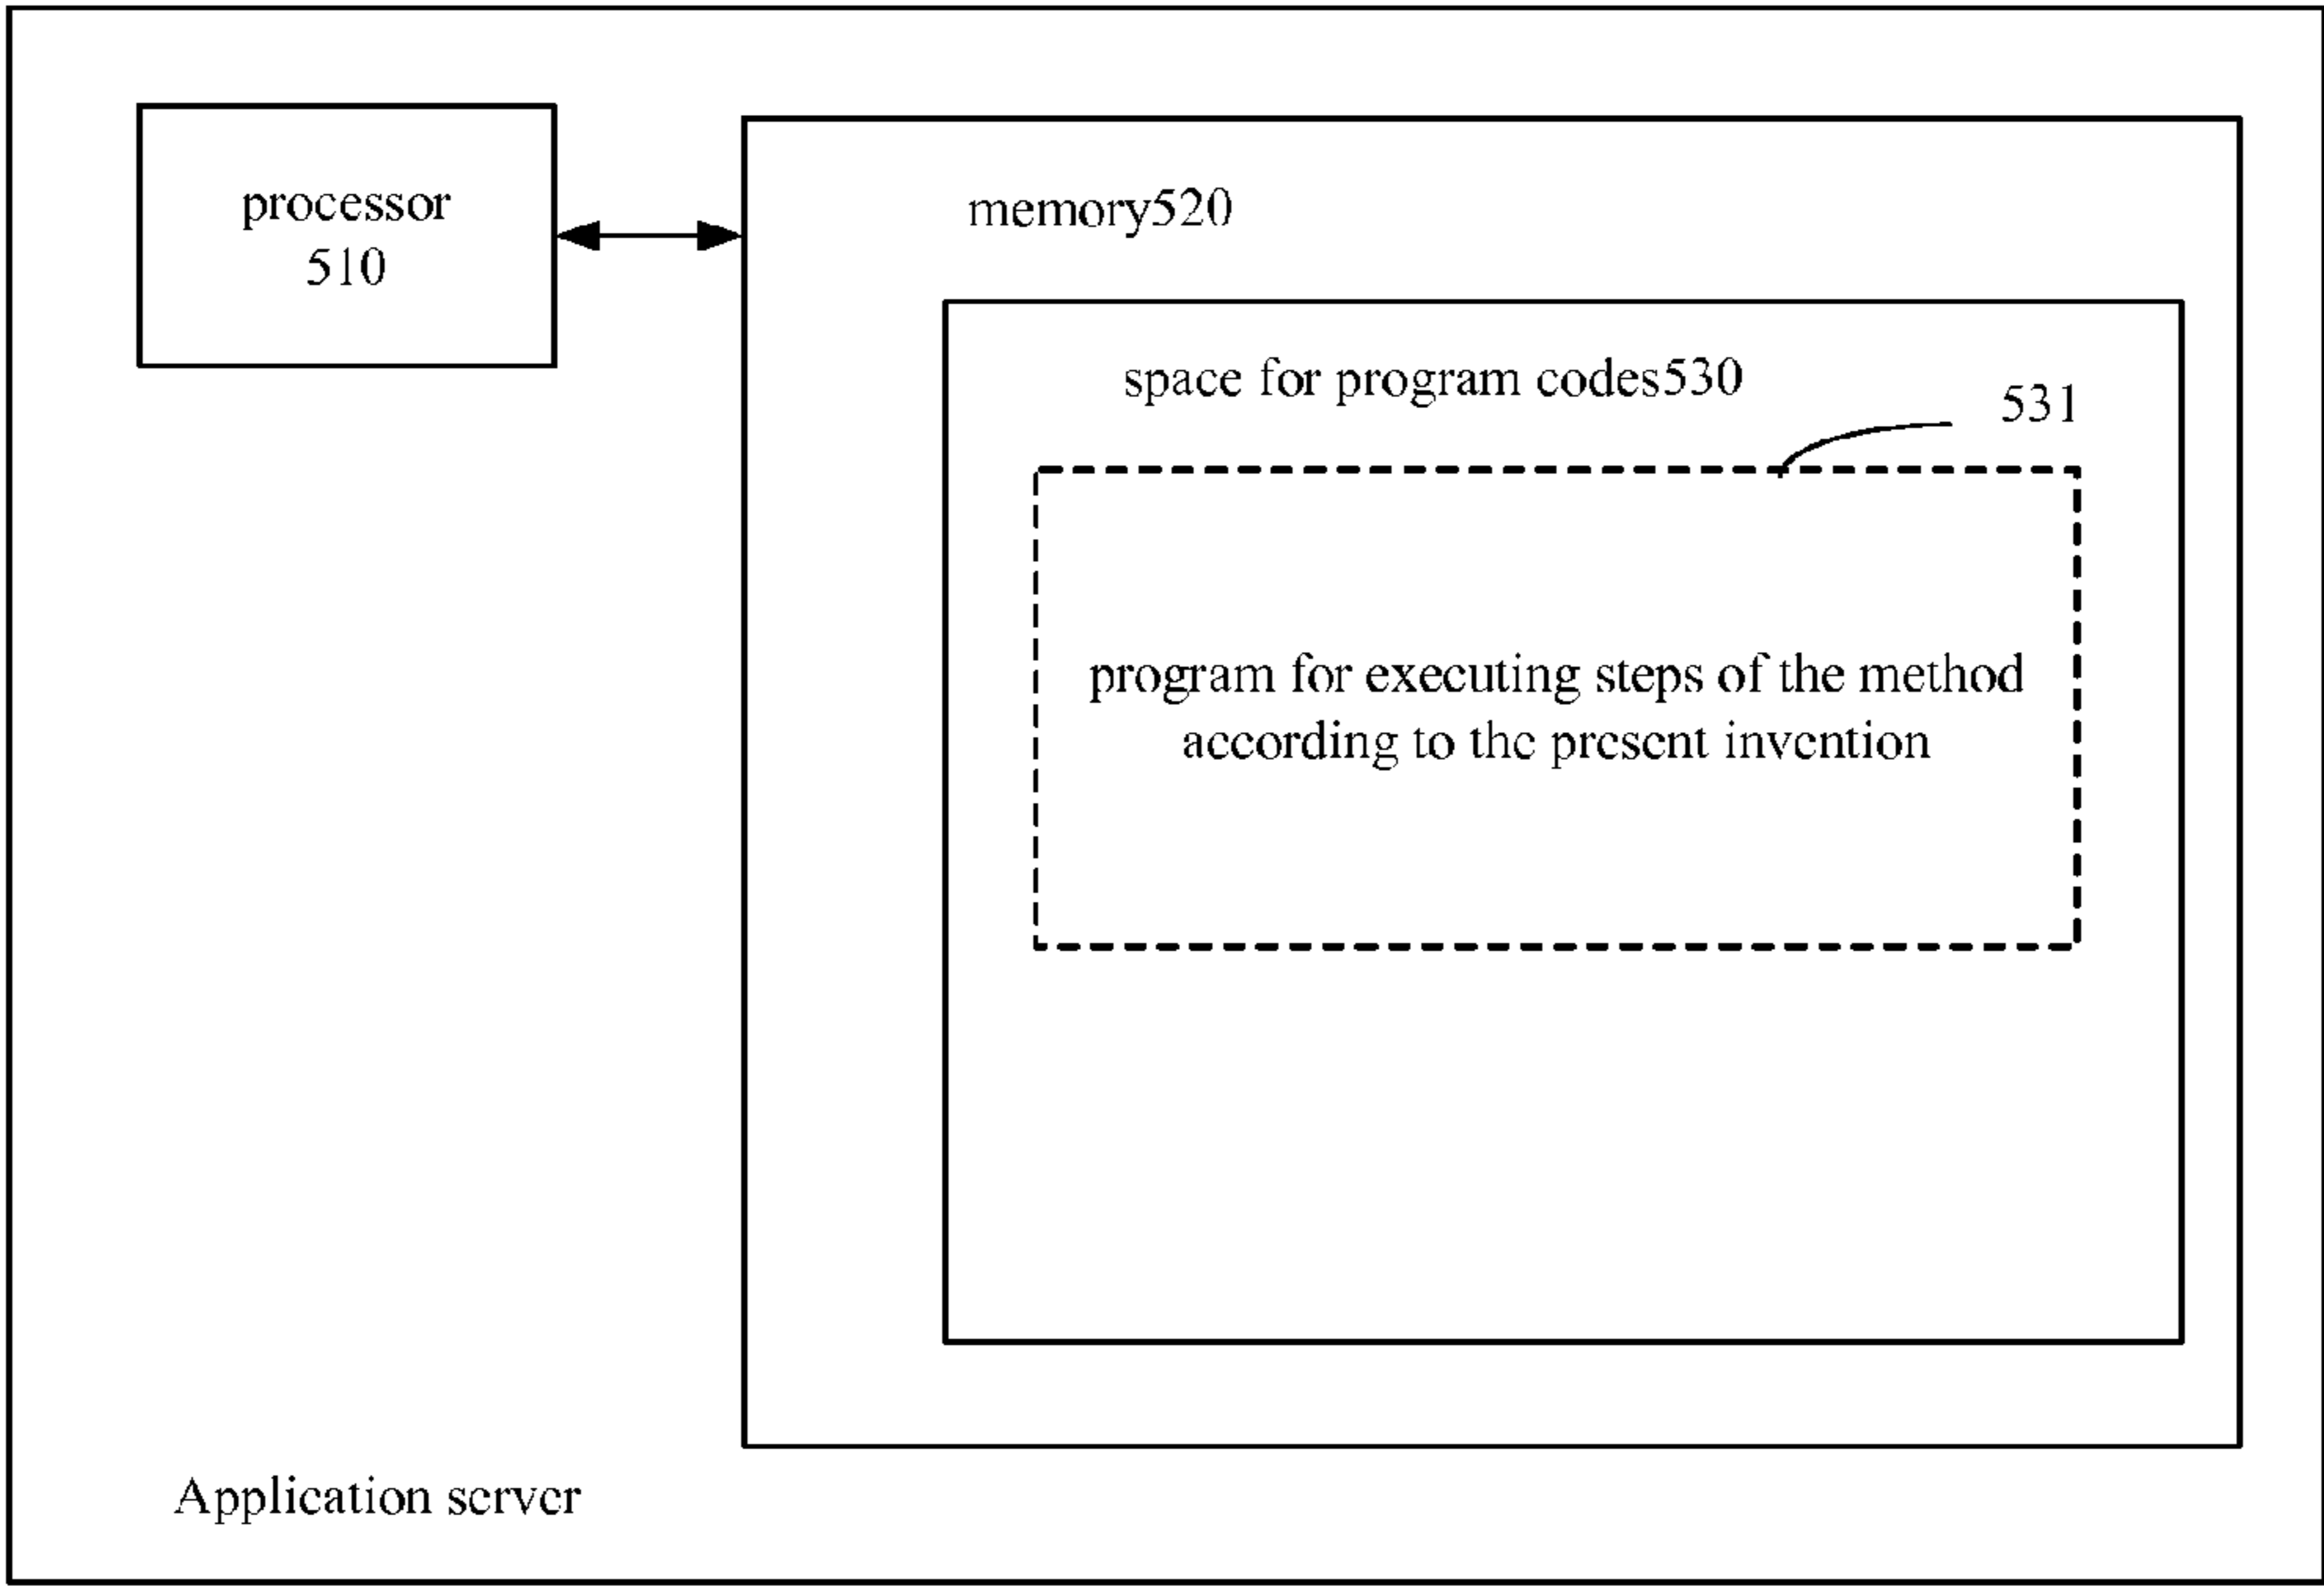 processor
510
memory520
space for program codes530
531
program for executing steps of the method
according to the present invention
Application server